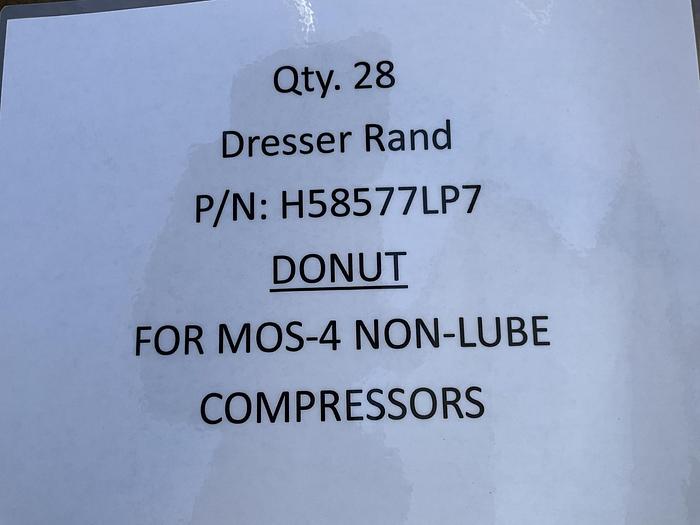 Qty. 28
Dresser Rand
P/N: H58577LP7
DONUT
FOR MOS-4 NON-LUBE
COMPRESSORS